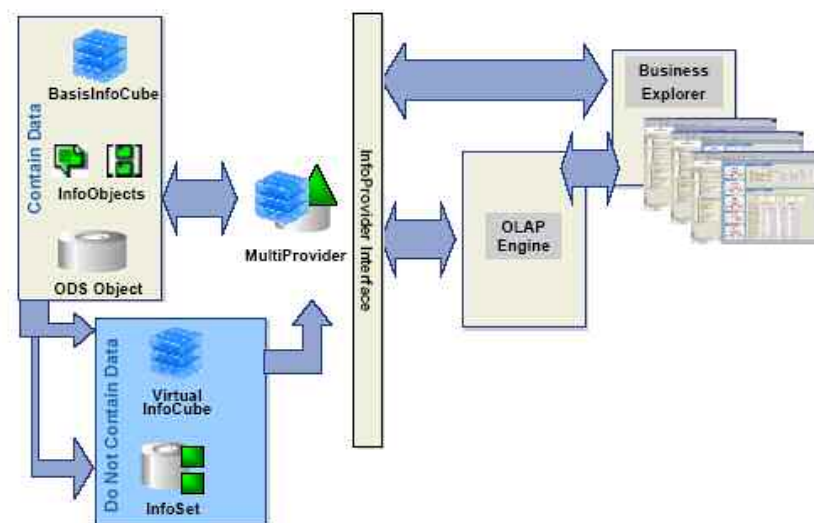 Contain Data
BasisInfoCube
InfoObjects
ODS Object
MultiProvider
Do Not Contain Data
Virtual
InfoCube
InfoSet
InfoProvider Interface
OLAP
Engine
Business
Explorer